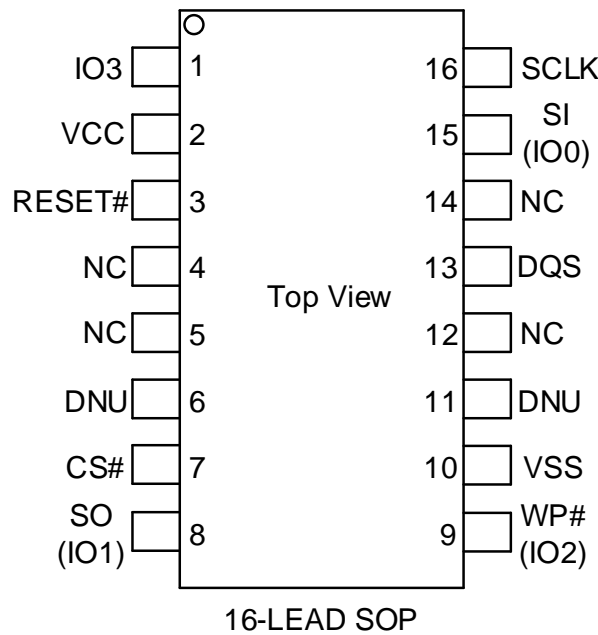 IO3 1 16 SCLK
VCC 2 15 SI
(IO0)
RESET# 3 14 NC
NC 4 13 DQS
Top View
NC 5 12 NC
DNU 6 11 DNU
CS# 7 10 VSS
SO
(IO1) 8 9 WP#
(IO2)
16-LEAD SOP